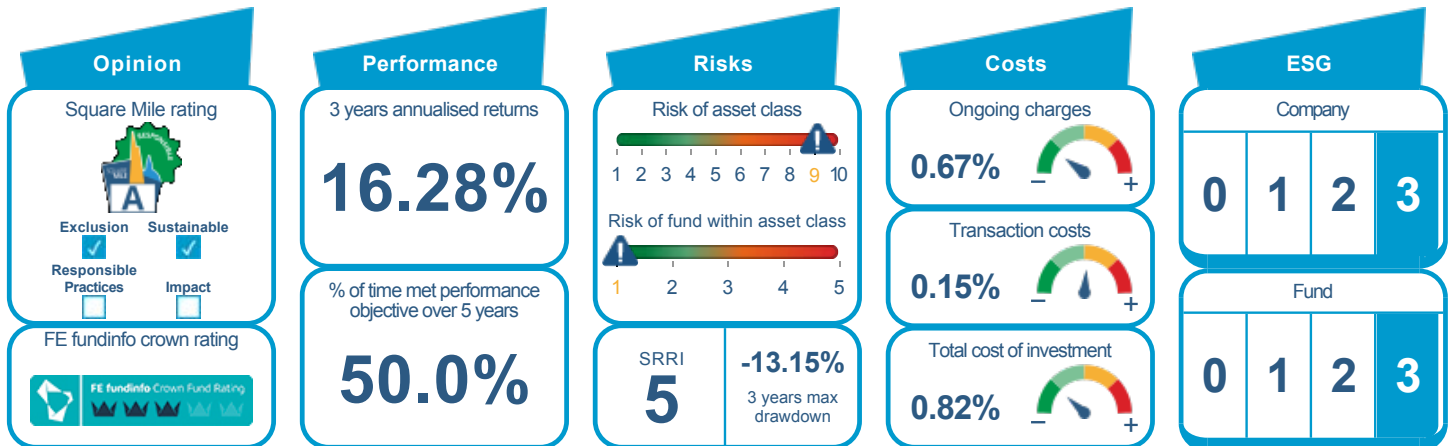 Opinion
Square Mile rating
RESPONSIBLE
A
Exclusion
Sustainable
Responsible
Practices
Impact
FE fundinfo crown rating
FE fundinfo Crown Fund Rating
Performance
3 years annualised returns
16.28%
% of time met performance
objective over 5 years
50.0%
Risks
Risk of asset class
1 2 3 4 5 6 7 8 9 10
Risk of fund within asset class
1 2 3 4 5
SRRI
5
-13.15%
3 years max
drawdown
Costs
Ongoing charges
0.67%
− +
Transaction costs
0.15%
− +
Total cost of investment
0.82%
− +
ESG
Company
0 1 2 3
Fund
0 1 2 3